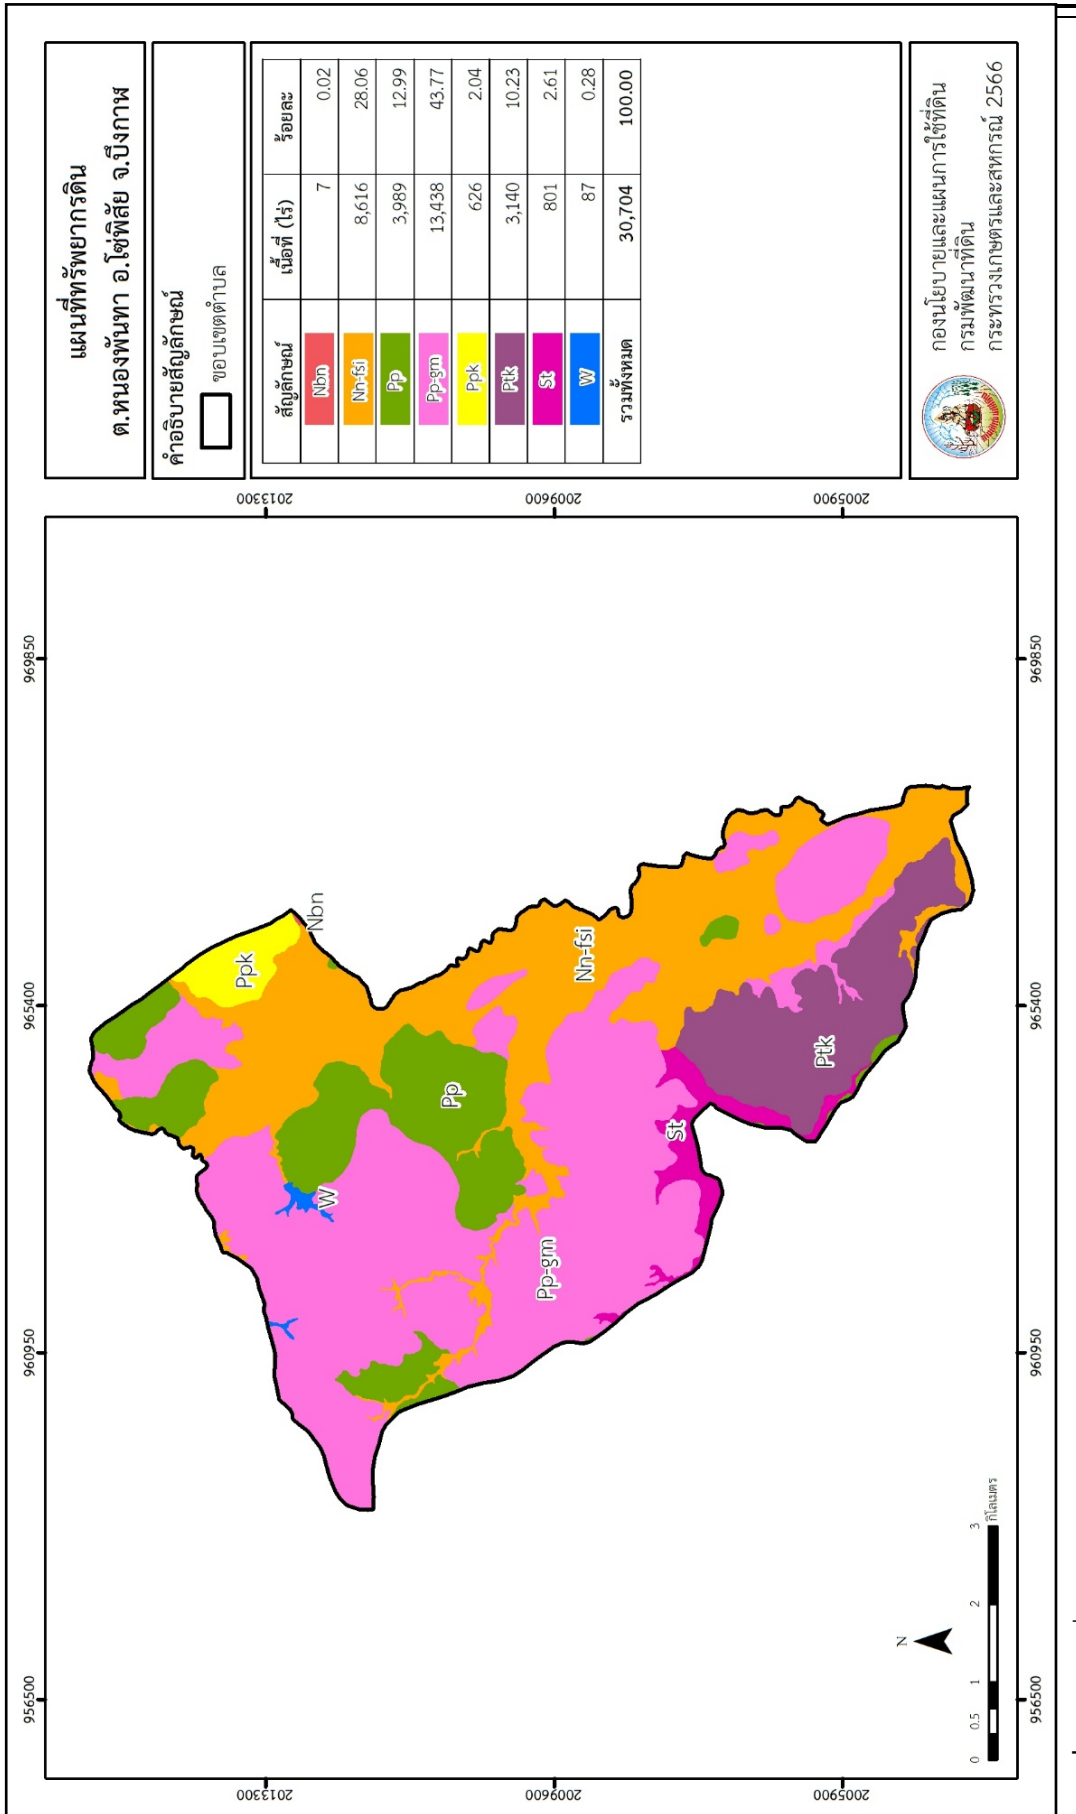 แผนที่ทรัพยากรดิน
ต.หนองพันทา อ.โซ่พิสัย จ.บึงกาฬ
คำอธิบายสัญลักษณ์
ขอบเขตตำบล
สัญลักษณ์ เนื้อที่ (ไร่) ร้อยละ
Nbn 7 0.02
Nn-fsi 8,616 28.06
Pp 3,989 12.99
Pp-gm 13,438 43.77
Ppk 626 2.04
Ptk 3,140 10.23
St 801 2.61
W 87 0.28
รวมทั้งหมด 30,704 100.00
กองนโยบายและแผนการใช้ที่ดิน
กรมพัฒนาที่ดิน
กระทรวงเกษตรและสหกรณ์ 2566
956500 960950 965400 969850
2013300 2013300
2009600 2009600
2005900 2005900
956500 960950 965400 969850
Ppk
Nbn
W
Pp
Nn-fsi
Pp-gm
St
Ptk
N
0 0.5 1 2 3
กิโลเมตร